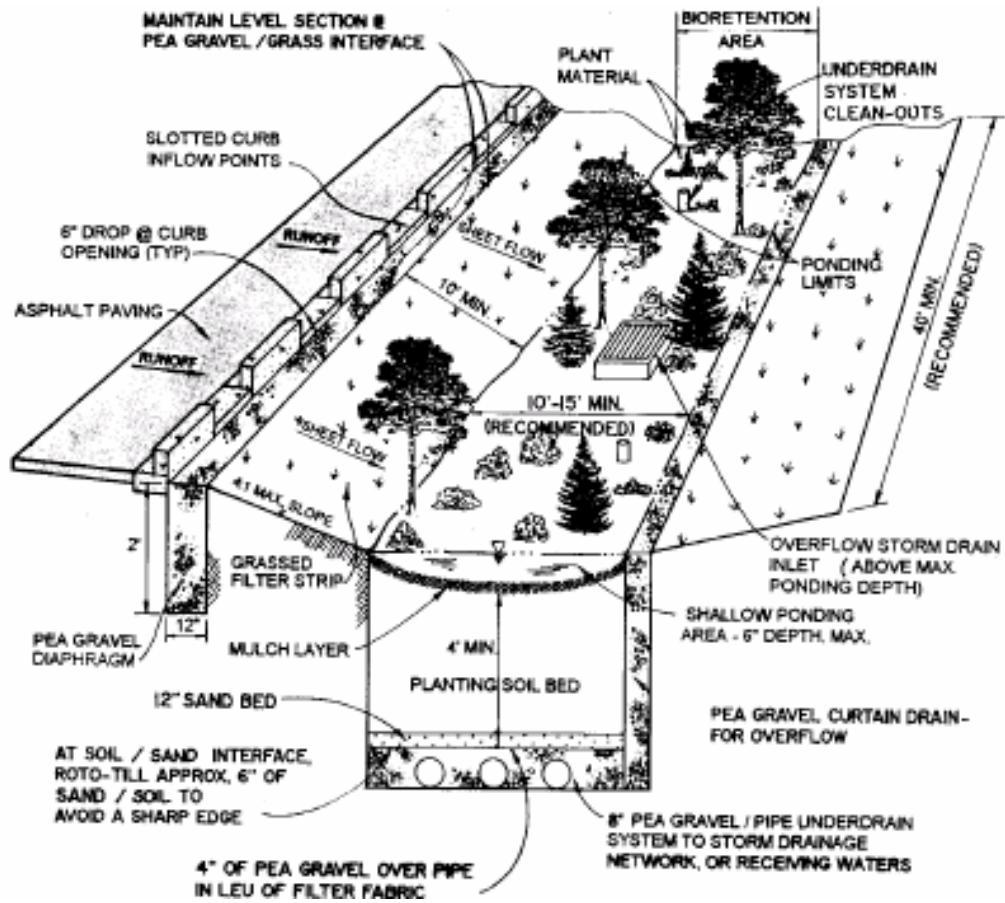 MAINTAIN LEVEL SECTION @
PEA GRAVEL / GRASS INTERFACE
BIORETENTION
AREA
PLANT
MATERIAL
UNDERDRAIN
SYSTEM
CLEAN-OUTS
SLOTTED CURB
INFLOW POINTS
6" DROP @ CURB
OPENING (TYP)
RUNOFF
SHEET FLOW
PONDING
LIMITS
ASPHALT PAVING
10' MIN.
40' MIN.
(RECOMMENDED)
RUNOFF
10'-15' MIN.
(RECOMMENDED)
SHEET FLOW
4:1 MAX. SLOPE
2'
GRASSED
FILTER STRIP
OVERFLOW STORM DRAIN
INLET ( ABOVE MAX.
PONDING DEPTH)
12"
PEA GRAVEL
DIAPHRAGM
MULCH LAYER
4' MIN.
SHALLOW PONDING
AREA - 6" DEPTH. MAX.
PLANTING SOIL BED
12" SAND BED
PEA GRAVEL CURTAIN DRAIN-
FOR OVERFLOW
AT SOIL / SAND INTERFACE,
ROTO-TILL APPROX. 6" OF
SAND / SOIL TO
AVOID A SHARP EDGE
8" PEA GRAVEL / PIPE UNDERDRAIN
SYSTEM TO STORM DRAINAGE
NETWORK, OR RECEIVING WATERS
4" OF PEA GRAVEL OVER PIPE
IN LEU OF FILTER FABRIC